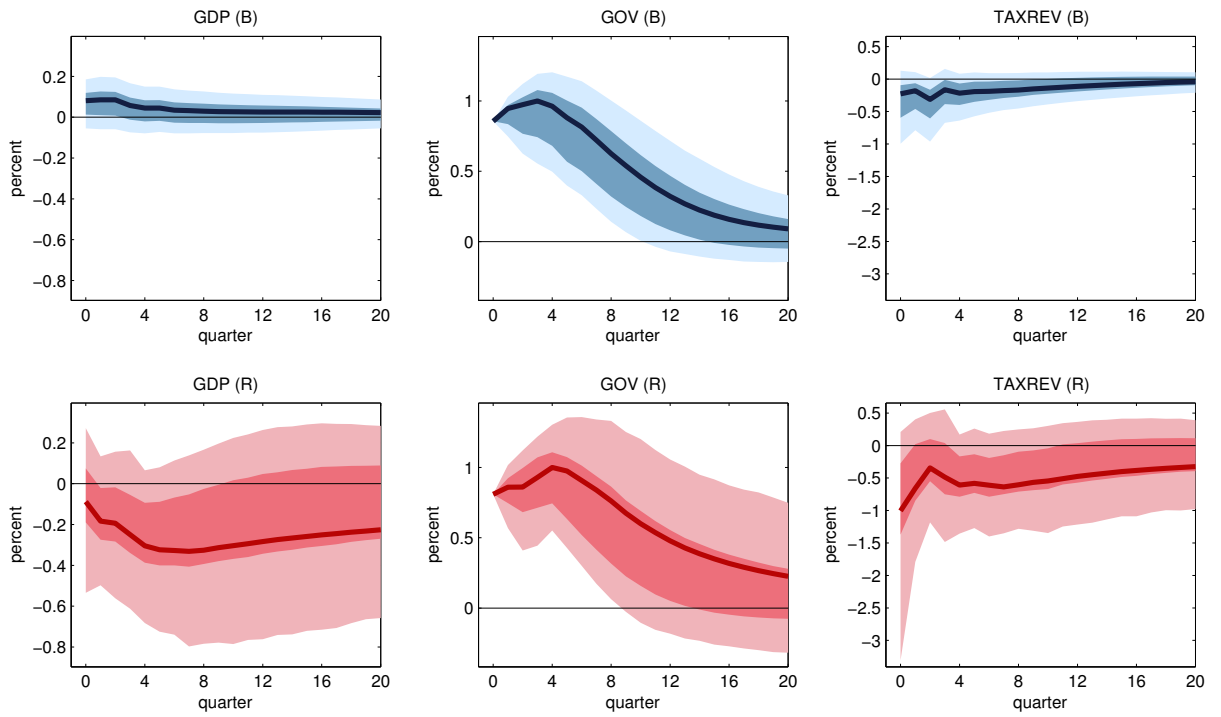 GDP (B)
percent
0.2
0
−0.2
−0.4
−0.6
−0.8
0 4 8 12 16 20
quarter
GOV (B)
percent
1
0.5
0
0 4 8 12 16 20
quarter
TAXREV (B)
percent
0.5
0
−0.5
−1
−1.5
−2
−2.5
−3
0 4 8 12 16 20
quarter
GDP (R)
percent
0.2
0
−0.2
−0.4
−0.6
−0.8
0 4 8 12 16 20
quarter
GOV (R)
percent
1
0.5
0
0 4 8 12 16 20
quarter
TAXREV (R)
percent
0.5
0
−0.5
−1
−1.5
−2
−2.5
−3
0 4 8 12 16 20
quarter